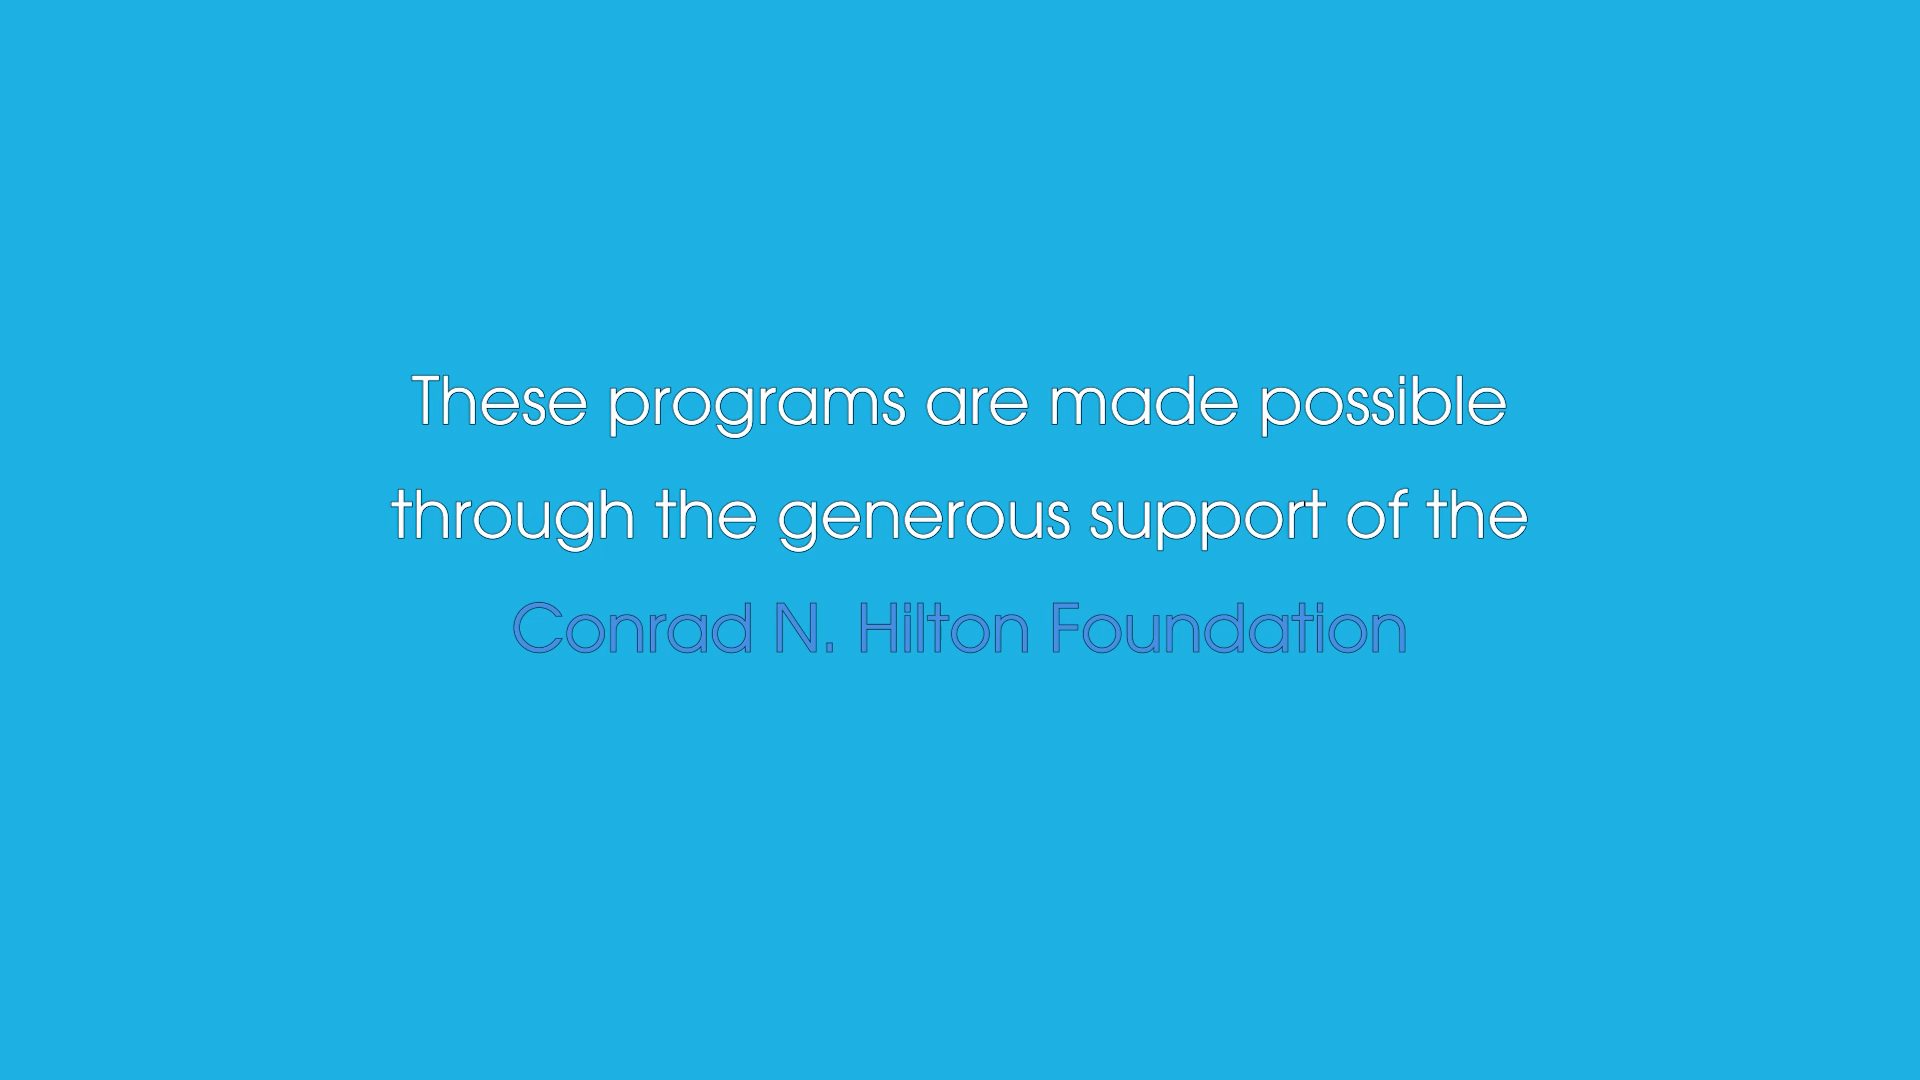 These programs are made possible
through the generous support of the
Conrad N. Hilton Foundation